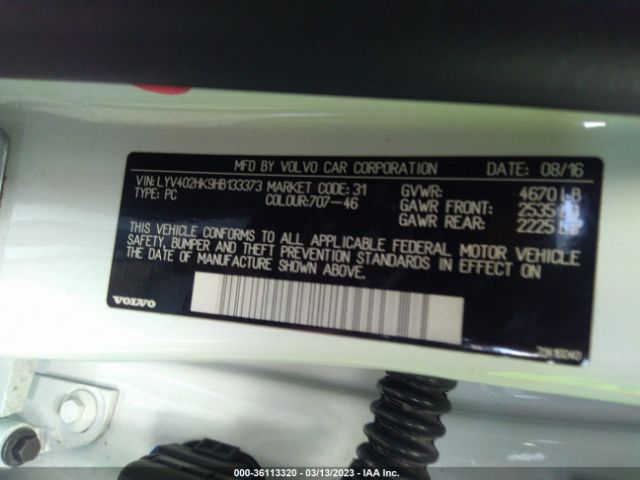 MFD BY VOLVO CAR CORPORATION DATE: 08/16
VIN: LYV402HK9HB133373 MARKET CODE: 31 GVWR: 4670 LB
TYPE: PC COLOUR:707-46 GAWR FRONT: 2535
GAWR REAR: 2225
THIS VEHICLE CONFORMS TO ALL APPLICABLE FEDERAL MOTOR VEHICLE
SAFETY, BUMPER AND THEFT PREVENTION STANDARDS IN EFFECT ON
THE DATE OF MANUFACTURE SHOWN ABOVE.
VOLVO
000-36113320 — 03/13/2023 — IAA Inc.